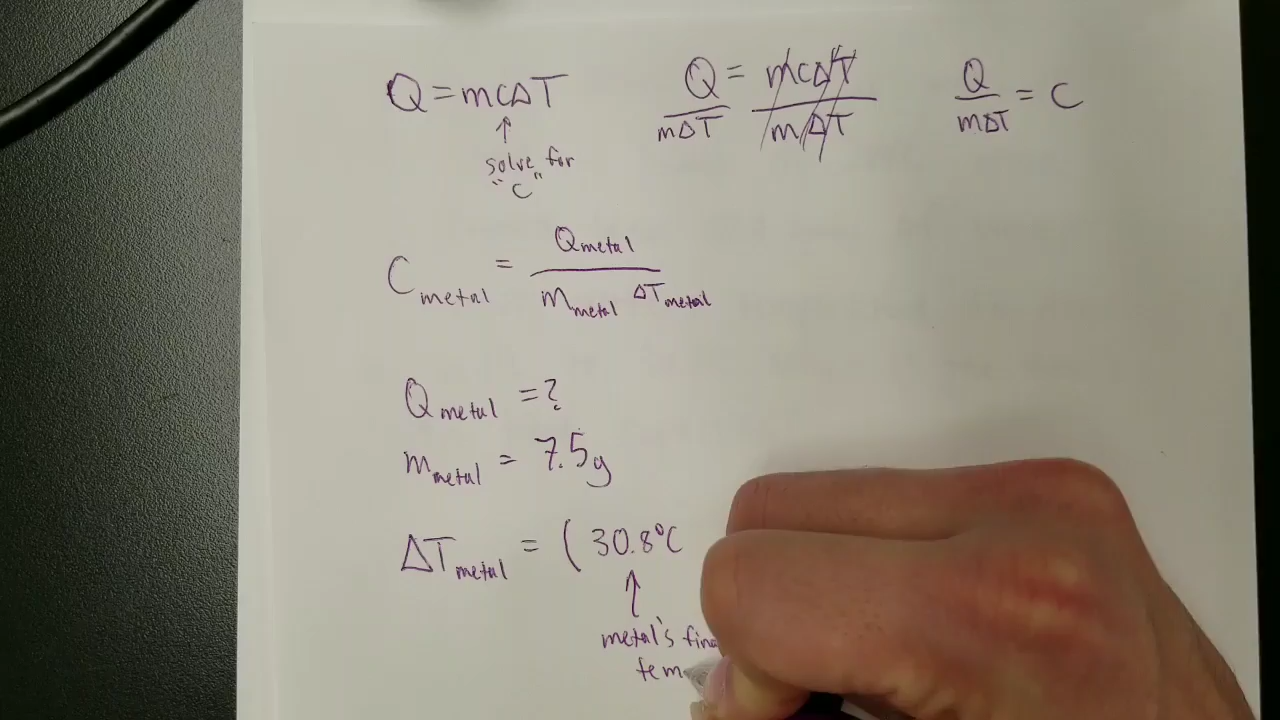 Q = mcΔT
Q/mΔT = mcΔT/mΔT
Q/mΔT = C
solve for
"C"
C metal = Q metal / m metal ΔT metal
Q metal = ?
m metal = 7.5g
ΔT metal = ( 30.8°C
metal's